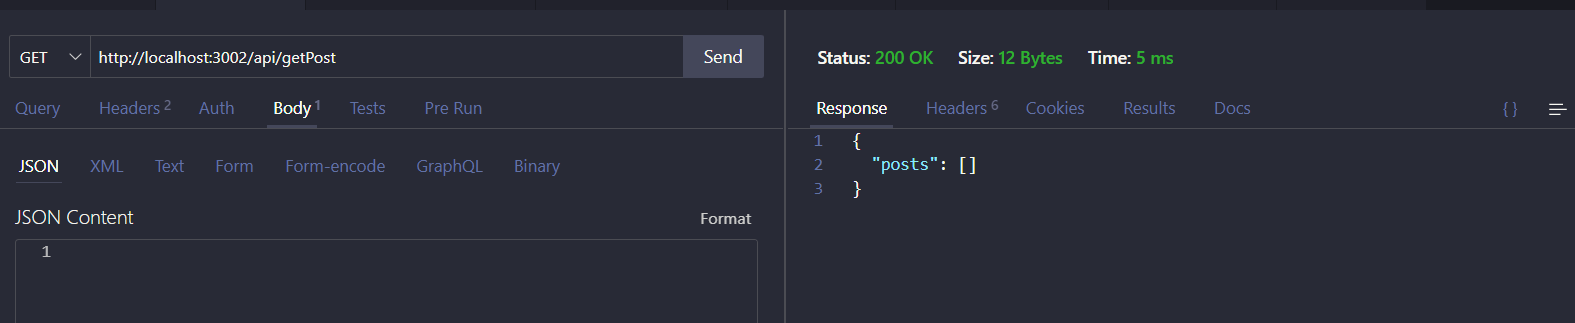 GET http://localhost:3002/api/getPost Send
Query Headers 2 Auth Body 1 Tests Pre Run
JSON XML Text Form Form-encode GraphQL Binary
JSON Content Format
1
Status: 200 OK Size: 12 Bytes Time: 5 ms
Response Headers 6 Cookies Results Docs { }
1 {
2 "posts": []
3 }